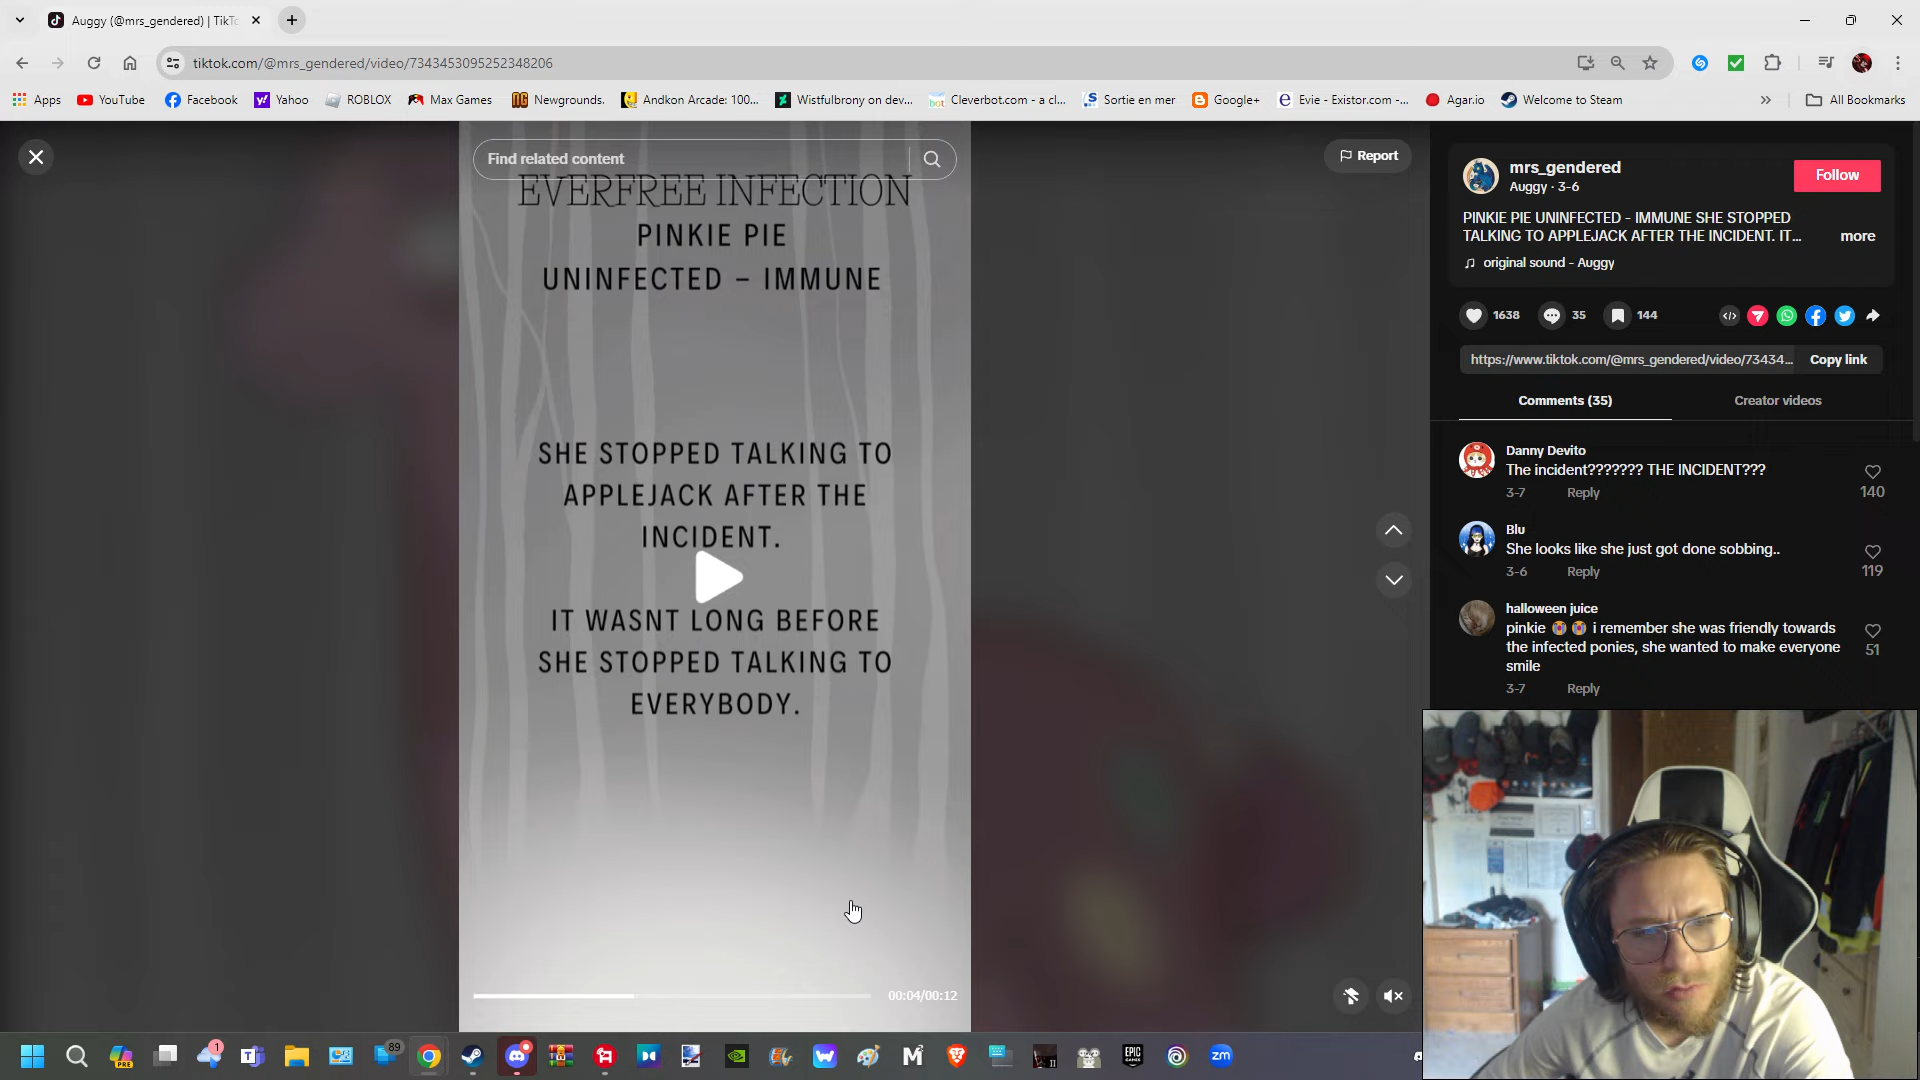 Auggy (@mrs_gendered) | TikTo
tiktok.com/@mrs_gendered/video/7343453095252348206
Apps
YouTube
Facebook
Yahoo
ROBLOX
Max Games
Newgrounds.
Andkon Arcade: 100...
Wistfulbrony on dev...
Cleverbot.com - a cl...
Sortie en mer
Google+
Evie - Existor.com -...
Agar.io
Welcome to Steam
All Bookmarks
Find related content
Report
EVERFREE INFECTION
PINKIE PIE
UNINFECTED – IMMUNE
SHE STOPPED TALKING TO
APPLEJACK AFTER THE
INCIDENT.
IT WASNT LONG BEFORE
SHE STOPPED TALKING TO
EVERYBODY.
00:04/00:12
mrs_gendered
Auggy · 3-6
Follow
PINKIE PIE UNINFECTED - IMMUNE SHE STOPPED
TALKING TO APPLEJACK AFTER THE INCIDENT. IT...
more
original sound - Auggy
1638
35
144
https://www.tiktok.com/@mrs_gendered/video/73434...
Copy link
Comments (35)
Creator videos
Danny Devito
The incident??????? THE INCIDENT???
3-7
Reply
140
Blu
She looks like she just got done sobbing..
3-6
Reply
119
halloween juice
pinkie 😭😭 i remember she was friendly towards
the infected ponies, she wanted to make everyone
smile
51
3-7
Reply
PRE
1
89
EPIC
GAMES
zm